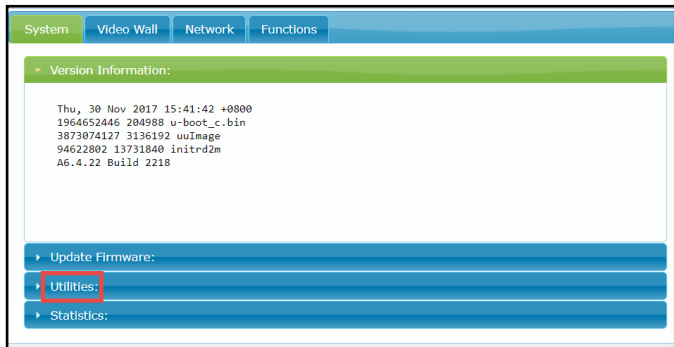 System Video Wall Network Functions
Version Information:
Thu, 30 Nov 2017 15:41:42 +0800
1964652446 204988 u-boot_c.bin
3873074127 3136192 uuImage
94622802 13731840 initrd2m
A6.4.22 Build 2218
Update Firmware:
Utilities:
Statistics: